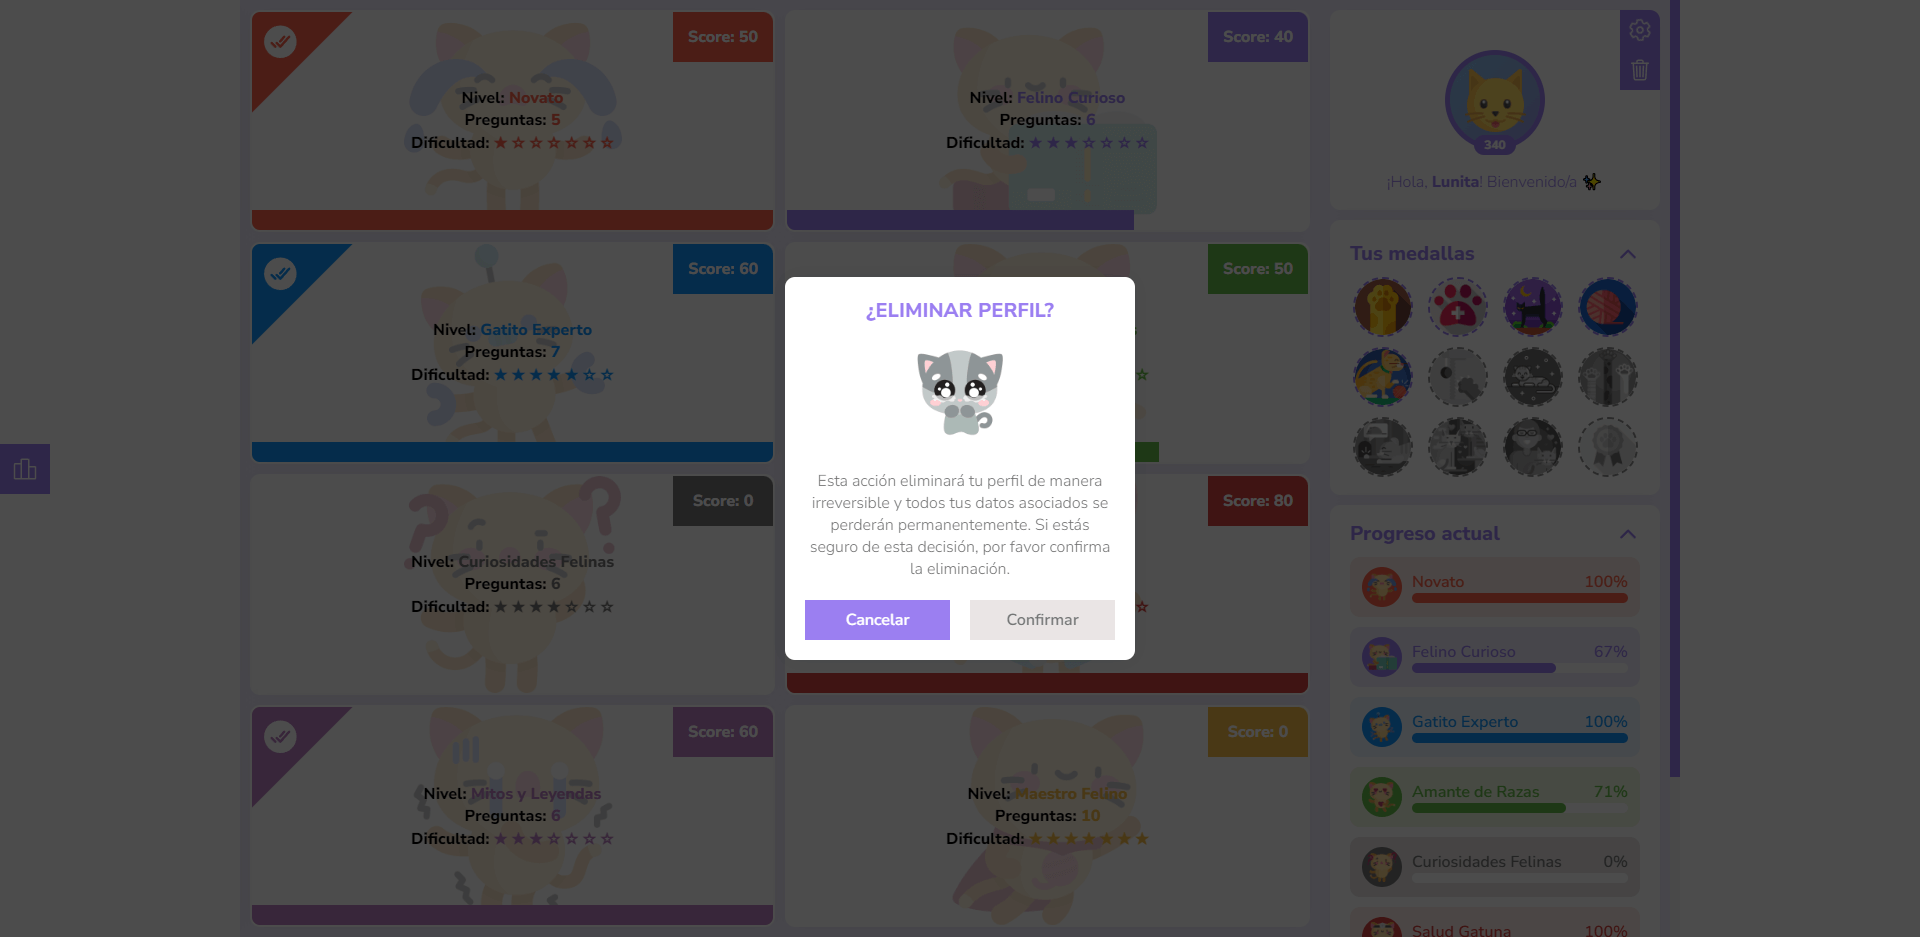 Score: 50
Nivel: Novato
Preguntas: 5
Dificultad:
Score: 40
Nivel: Felino Curioso
Preguntas: 6
Dificultad:
Score: 60
Nivel: Gatito Experto
Preguntas: 7
Dificultad:
Score: 50
Score: 0
Nivel: Curiosidades Felinas
Preguntas: 6
Dificultad:
Score: 80
Score: 60
Nivel: Mitos y Leyendas
Preguntas: 6
Dificultad:
Score: 0
Nivel: Maestro Felino
Preguntas: 10
Dificultad:
¿ELIMINAR PERFIL?
Esta acción eliminará tu perfil de manera
irreversible y todos tus datos asociados se
perderán permanentemente. Si estás
seguro de esta decisión, por favor confirma
la eliminación.
Cancelar
Confirmar
340
¡Hola, Lunita! Bienvenido/a
Tus medallas
Progreso actual
Novato 100%
Felino Curioso 67%
Gatito Experto 100%
Amante de Razas 71%
Curiosidades Felinas 0%
Salud Gatuna 100%